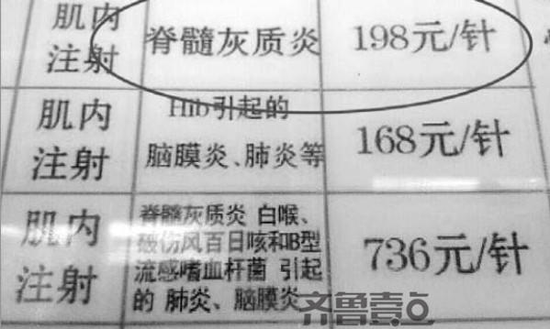 肌内
注射
脊髓灰质炎
198元/针
肌内
注射
Hib引起的
脑膜炎、肺炎等
168元/针
肌内
注射
脊髓灰质炎 白喉、
破伤风百日咳和B型
流感嗜血杆菌 引起
的 肺炎、脑膜炎
736元/针
齐鲁壹点